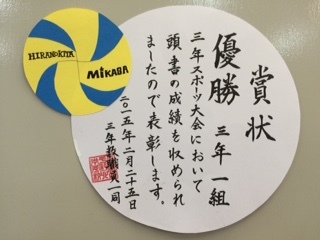 HIRANOKITA
MIKASA
賞状
優勝 三年一組
三年スポーツ大会において
頭書の成績を収められ
ましたので表彰します。
二〇一五年二月二十五日
三年教職員一同